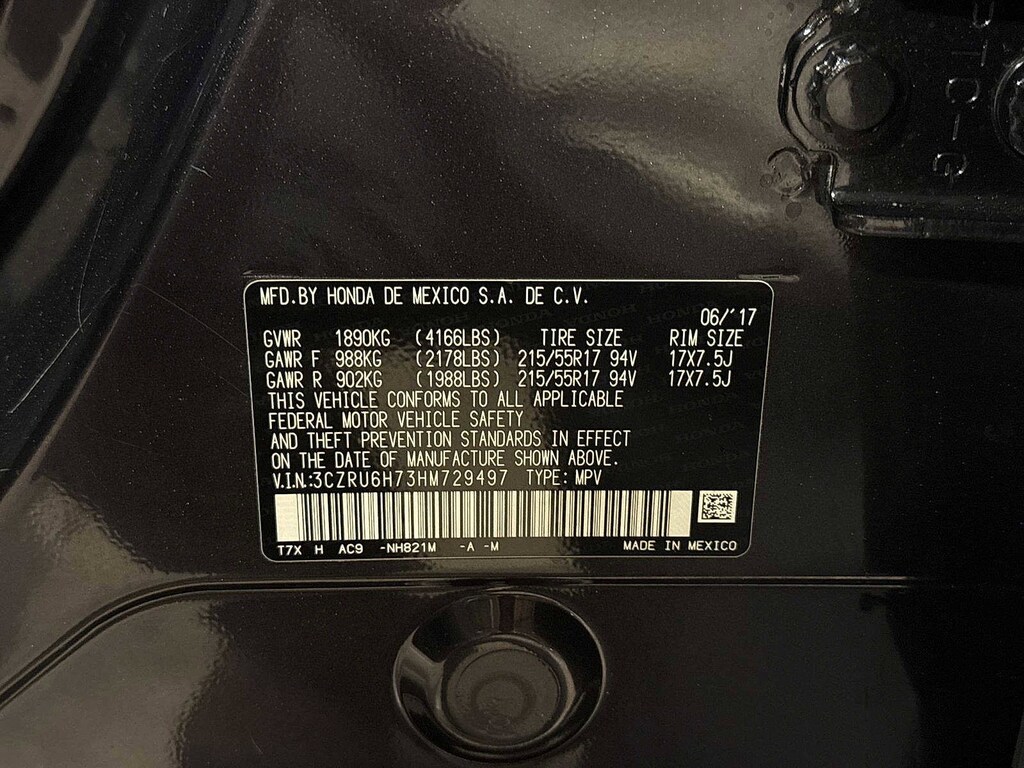 MFD.BY HONDA DE MEXICO S.A. DE C.V.
06/'17
GVWR 1890KG (4166LBS) TIRE SIZE RIM SIZE
GAWR F 988KG (2178LBS) 215/55R17 94V 17X7.5J
GAWR R 902KG (1988LBS) 215/55R17 94V 17X7.5J
THIS VEHICLE CONFORMS TO ALL APPLICABLE
FEDERAL MOTOR VEHICLE SAFETY
AND THEFT PREVENTION STANDARDS IN EFFECT
ON THE DATE OF MANUFACTURE SHOWN ABOVE.
V.I.N.:3CZRU6H73HM729497 TYPE: MPV
T7X H AC9 -NH821M -A -M MADE IN MEXICO